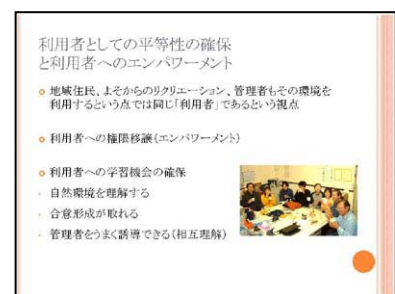 利用者としての平等性の確保
と利用者へのエンパワーメント
地域住民、よそからのリクリエーション、管理者もその環境を
利用するという点では同じ「利用者」であるという視点
利用者への権限移譲(エンパワーメント)
利用者への学習機会の確保
自然環境を理解する
合意形成が取れる
管理者をうまく誘導できる(相互理解)